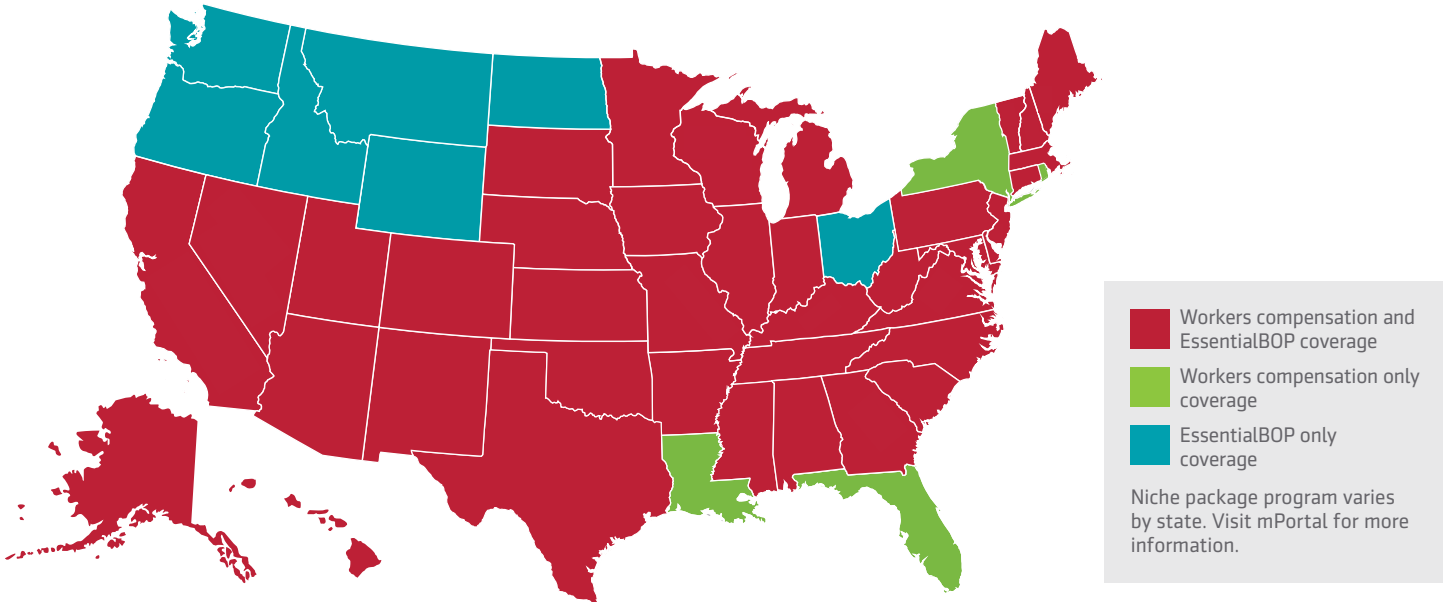 Workers compensation and
EssentialBOP coverage
Workers compensation only
coverage
EssentialBOP only
coverage
Niche package program varies
by state. Visit mPortal for more
information.